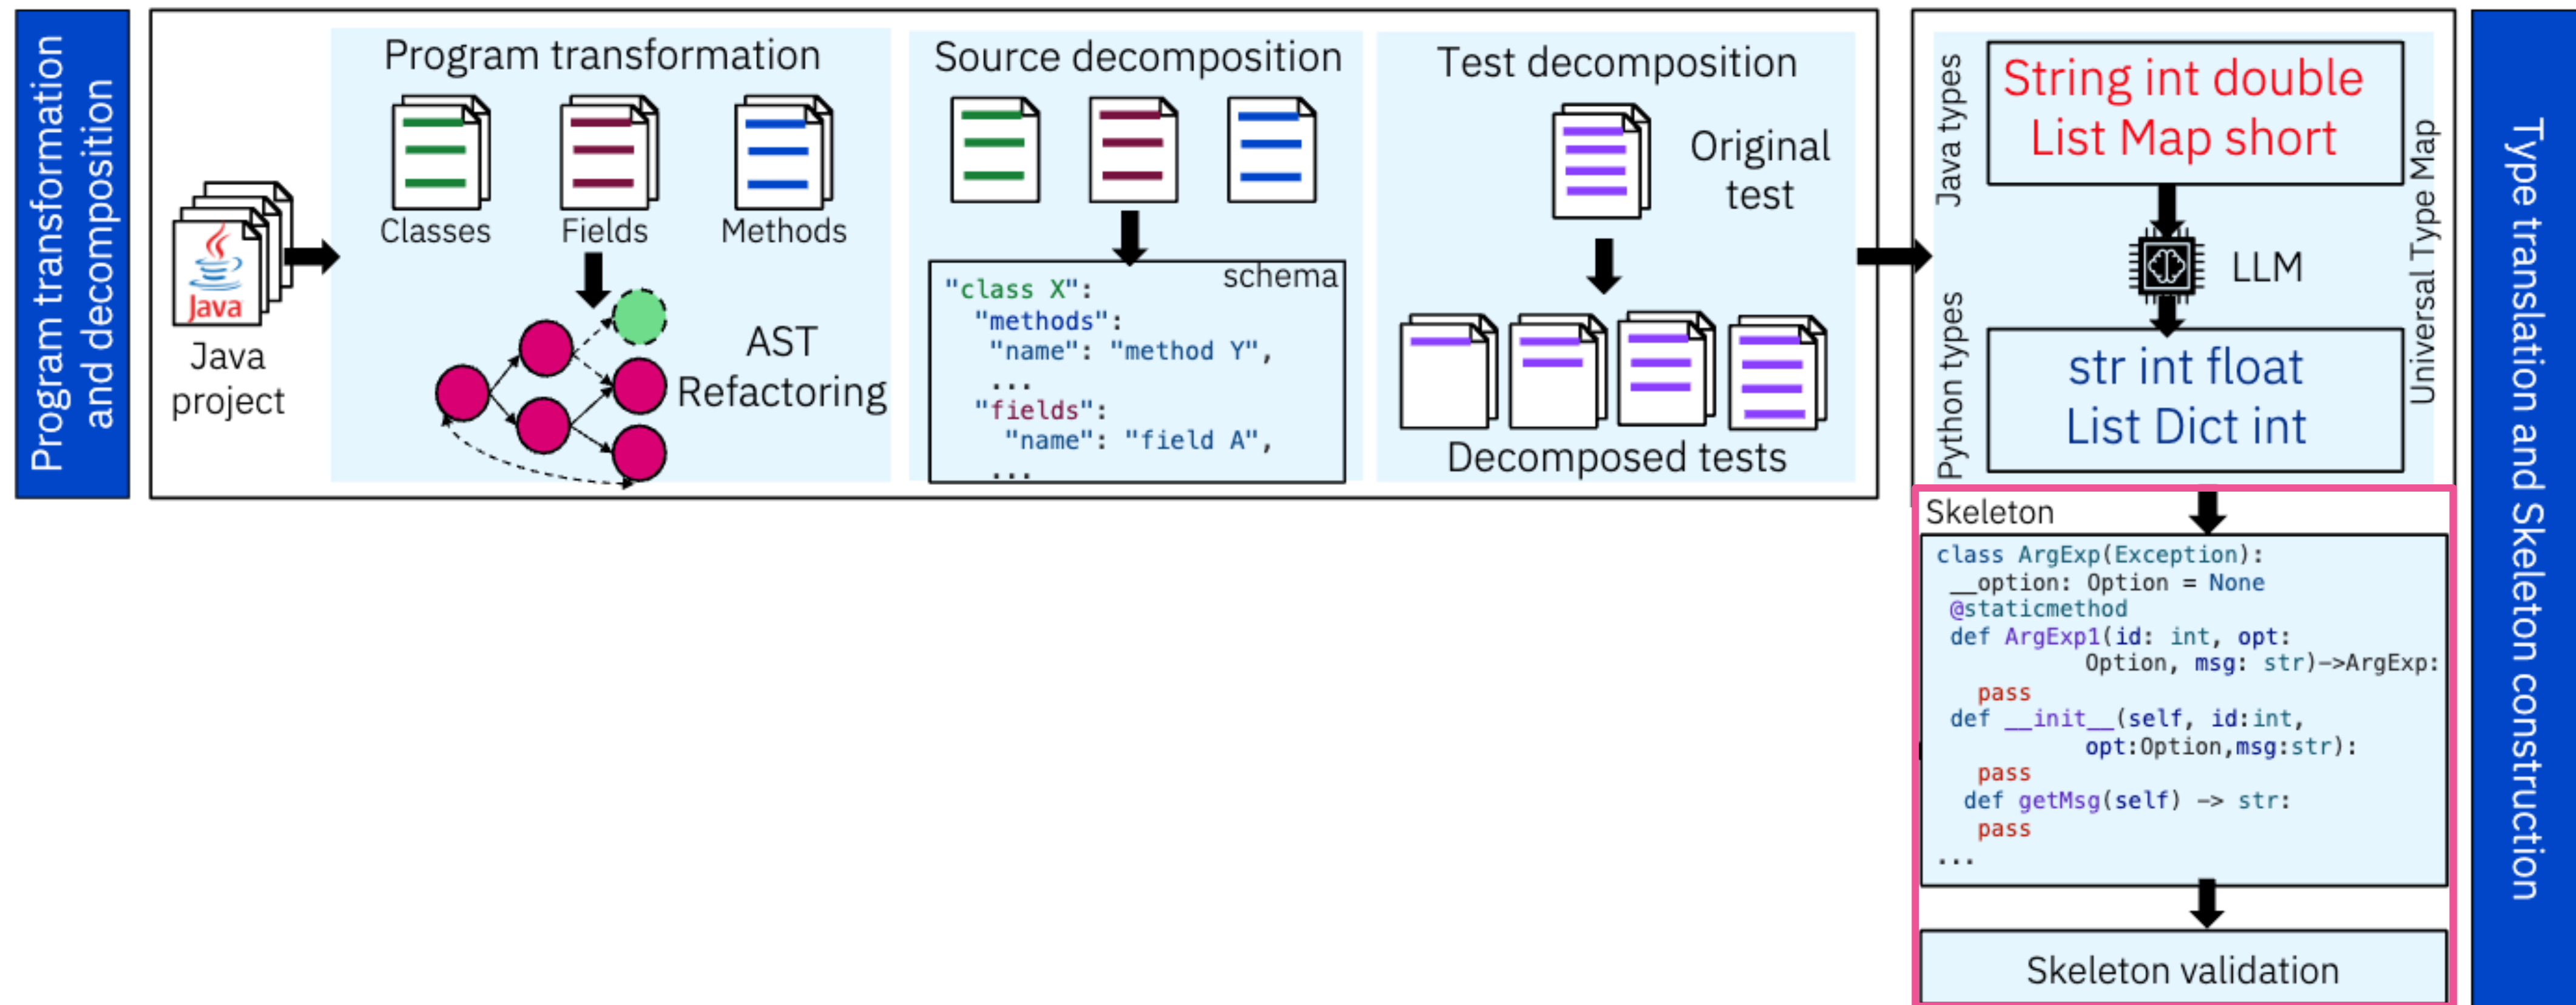 Program transformation
and decomposition
Java
Java
project
Program transformation
Classes
Fields
Methods
AST
Refactoring
Source decomposition
schema
"class X":
"methods":
"name": "method Y",
...
"fields":
"name": "field A",
...
Test decomposition
Original
test
Decomposed tests
Java types
String int double
List Map short
LLM
Universal Type Map
Python types
str int float
List Dict int
Skeleton
class ArgExp(Exception):
__option: Option = None
@staticmethod
def ArgExp1(id: int, opt:
Option, msg: str)->ArgExp:
pass
def __init__(self, id:int,
opt:Option,msg:str):
pass
def getMsg(self) -> str:
pass
...
Skeleton validation
Type translation and Skeleton construction